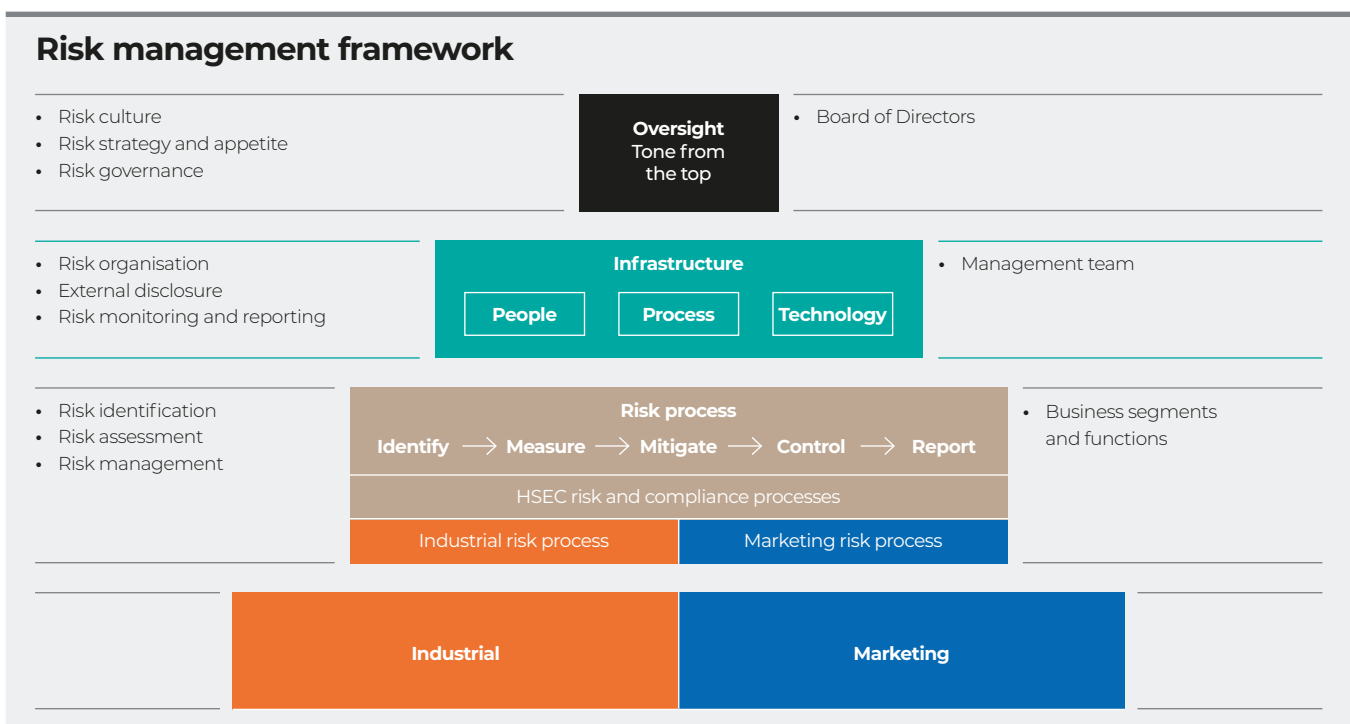 Risk management framework
• Risk culture
• Risk strategy and appetite
• Risk governance
Oversight
Tone from
the top
• Board of Directors
• Risk organisation
• External disclosure
• Risk monitoring and reporting
Infrastructure
People Process Technology
• Management team
• Risk identification
• Risk assessment
• Risk management
Risk process
Identify → Measure → Mitigate → Control → Report
HSEC risk and compliance processes
Industrial risk process Marketing risk process
• Business segments
and functions
Industrial Marketing